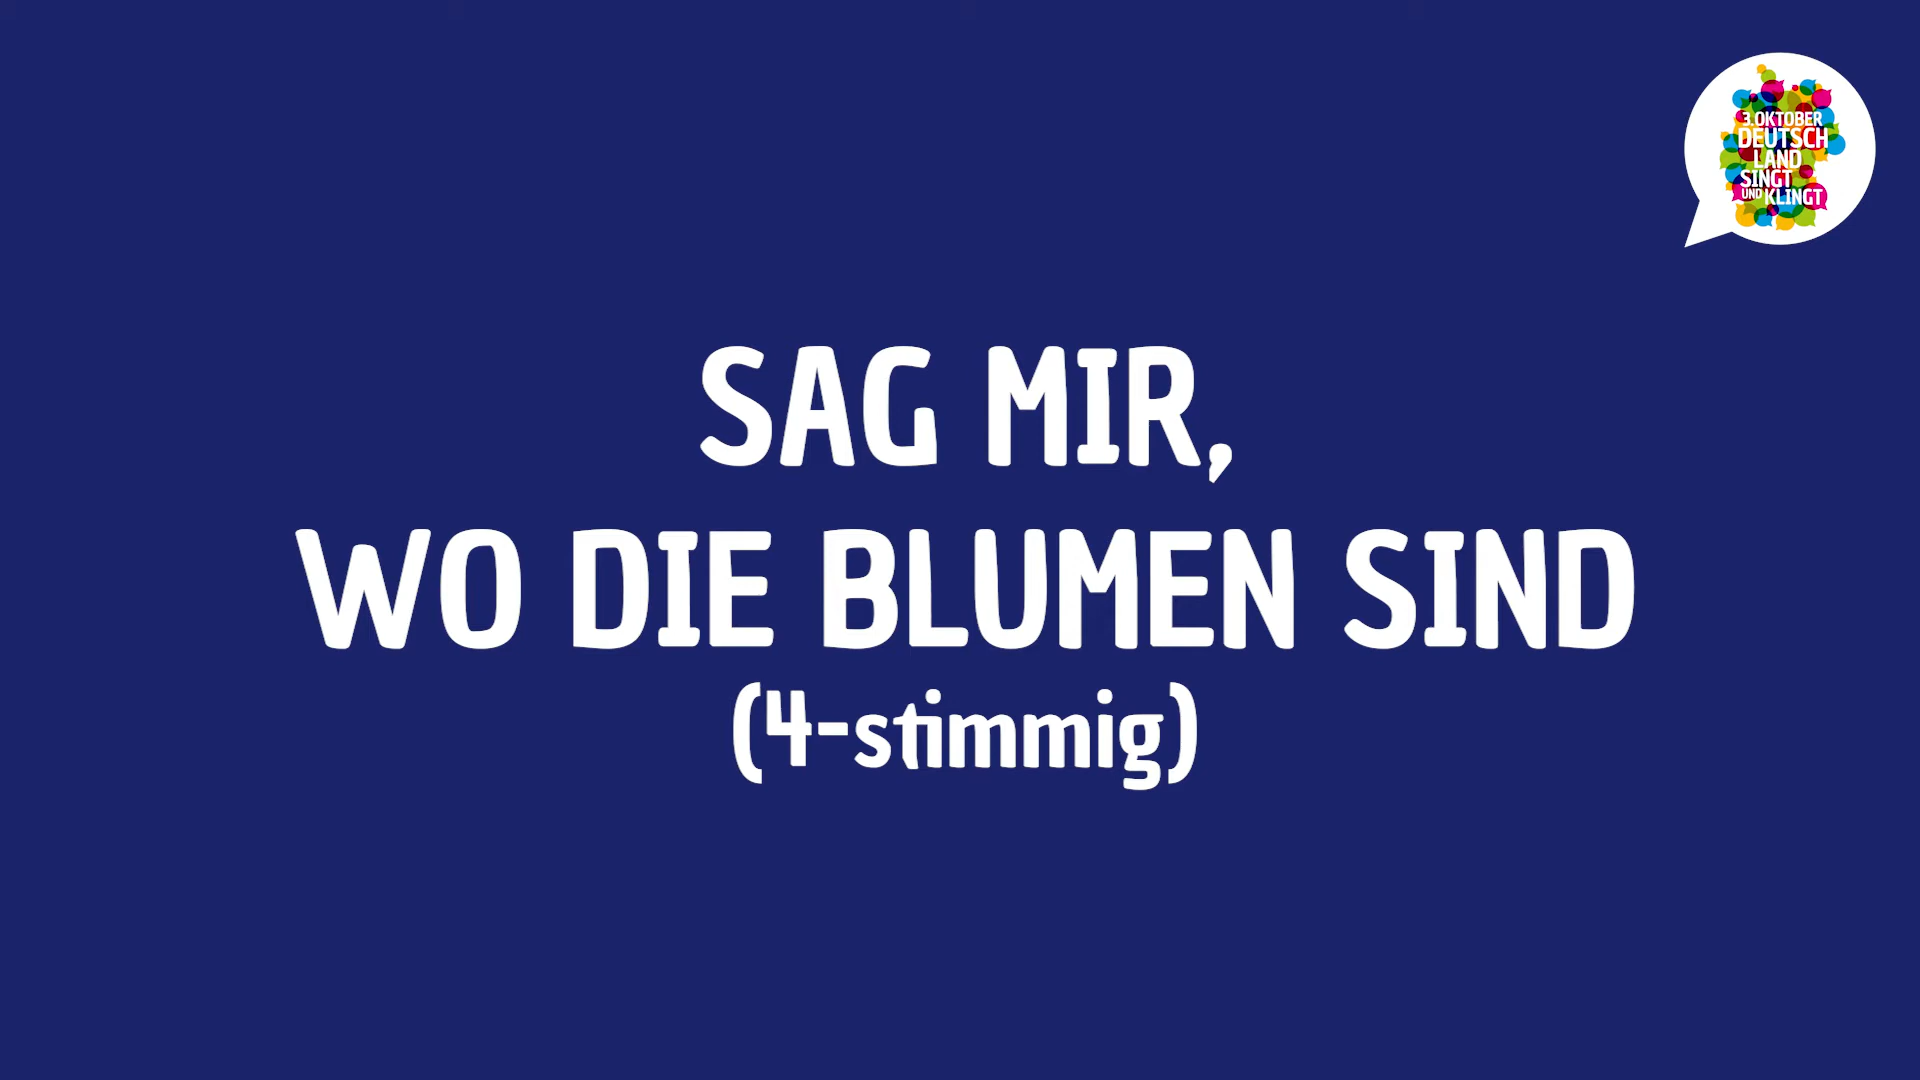 3. OKTOBER
DEUTSCH
LAND
SINGT
UND KLINGT
SAG MIR,
WO DIE BLUMEN SIND
(4-stimmig)